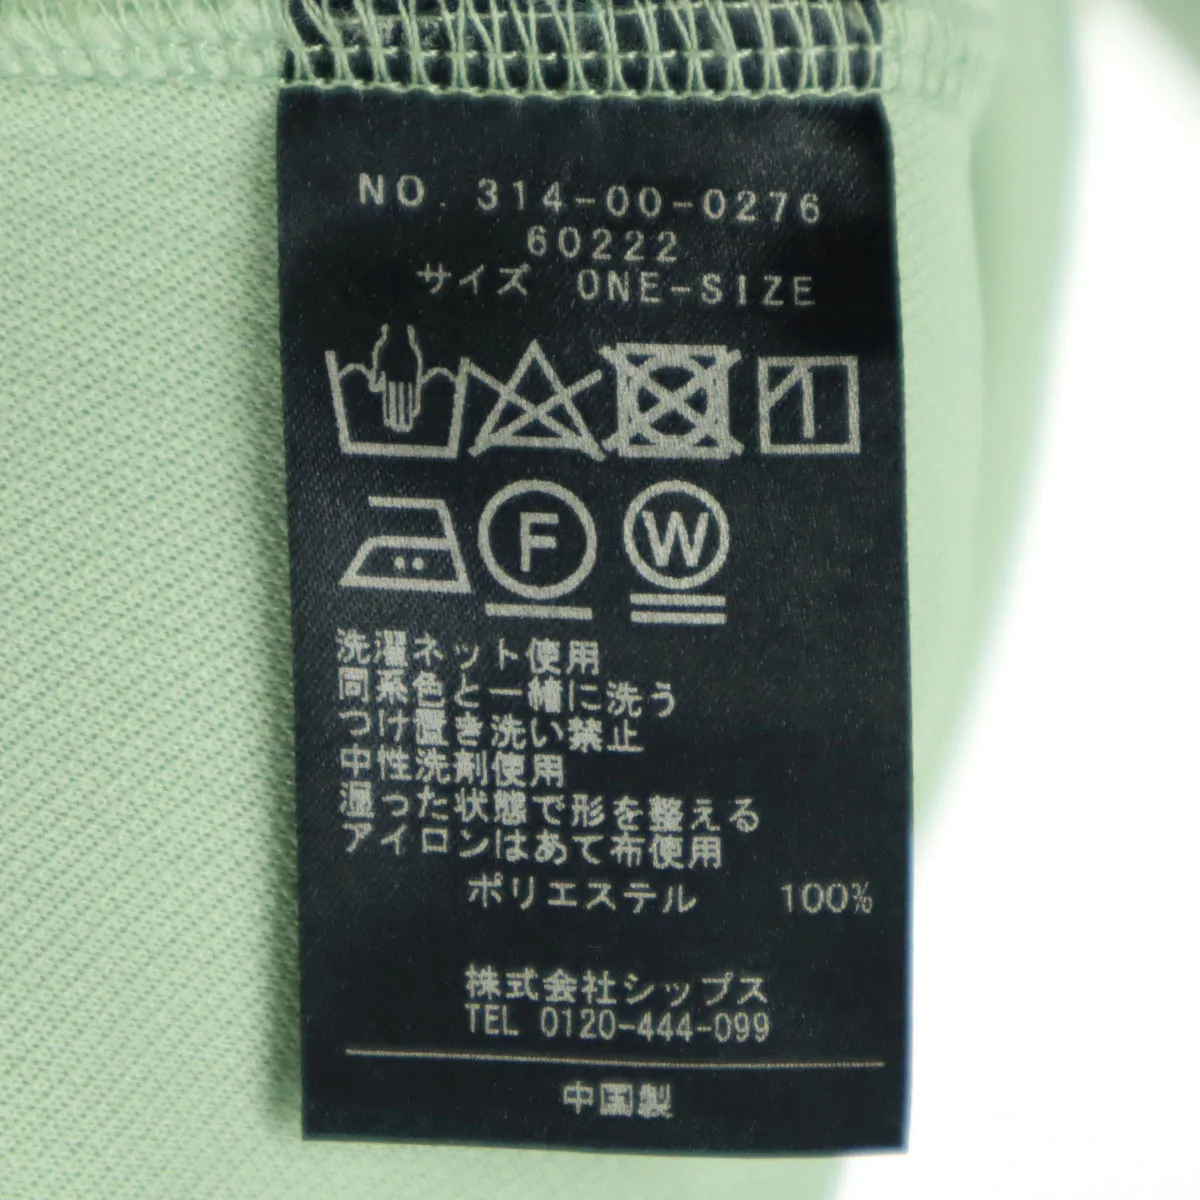 NO. 314-00-0276
60222
サイズ ONE-SIZE
F W
洗濯ネット使用
同系色と一緒に洗う
つけ置き洗い禁止
中性洗剤使用
湿った状態で形を整える
アイロンはあて布使用
ポリエステル 100%
株式会社シップス
TEL 0120-444-099
中国製